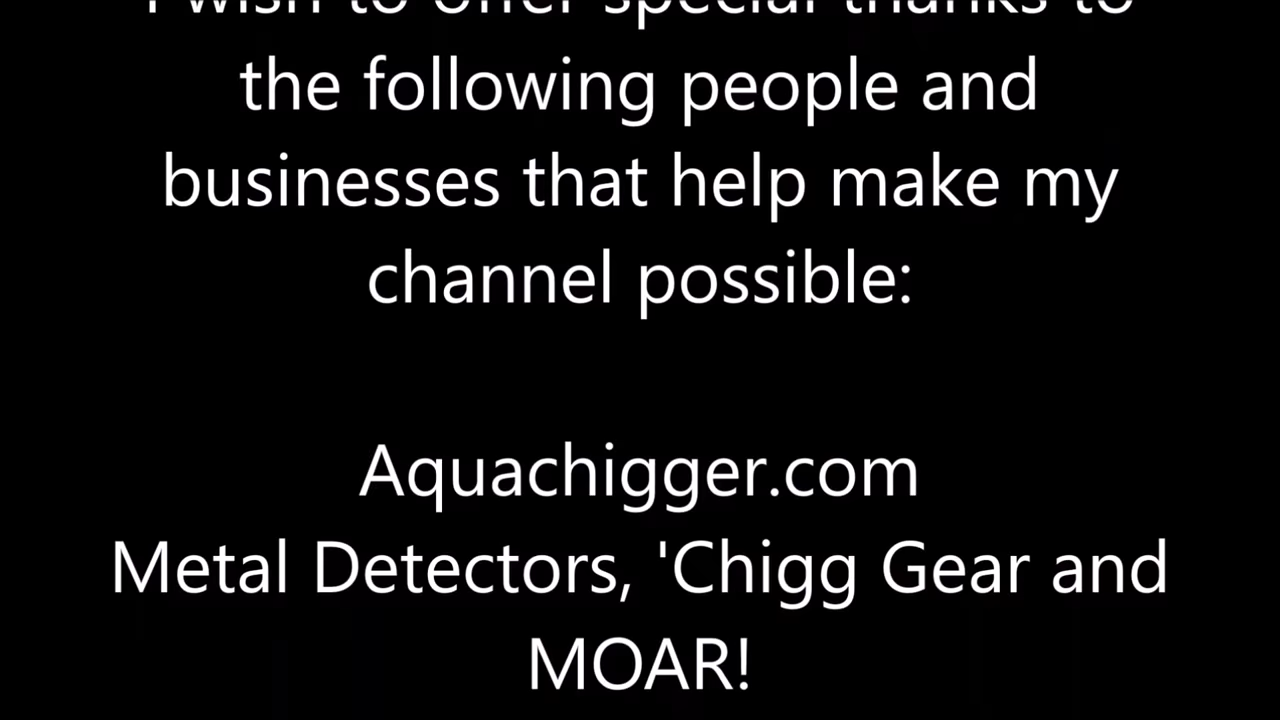 I wish to offer special thanks to
the following people and
businesses that help make my
channel possible:
Aquachigger.com
Metal Detectors, 'Chigg Gear and
MOAR!